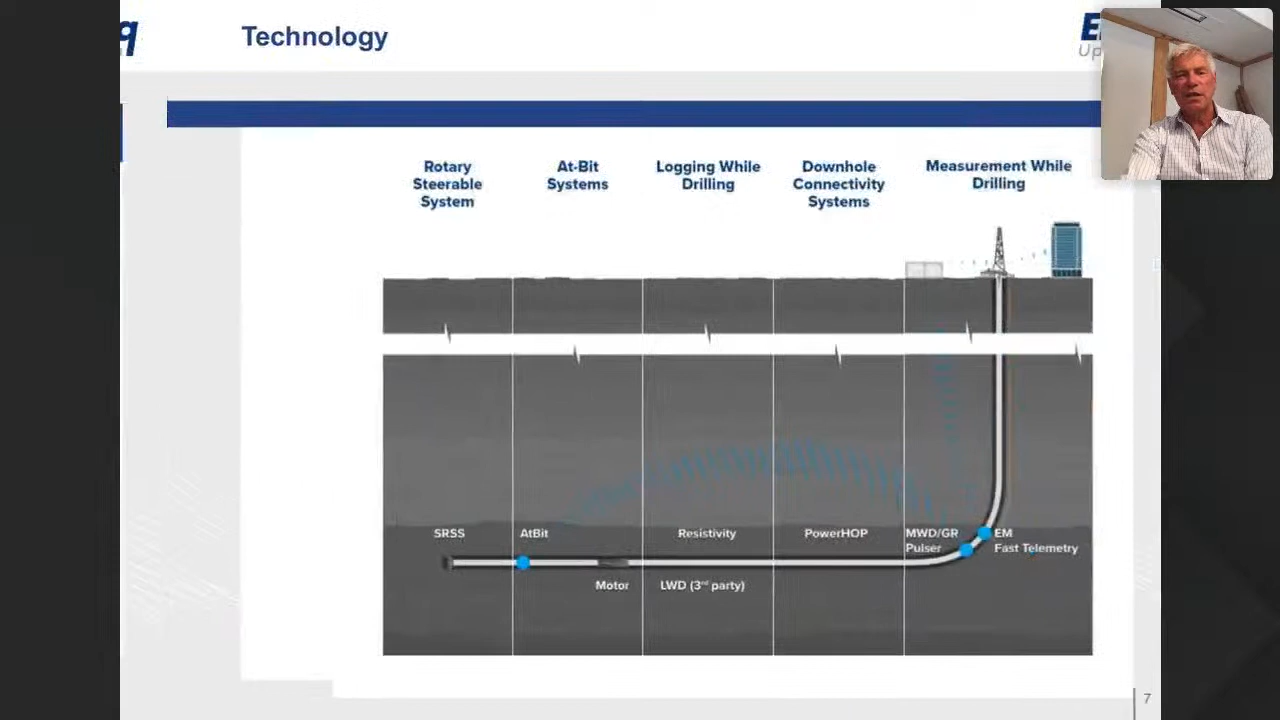 q
Technology
E
Up
Rotary
Steerable
System
At-Bit
Systems
Logging While
Drilling
Downhole
Connectivity
Systems
Measurement While
Drilling
SRSS
AtBit
Resistivity
PowerHOP
MWD/GR
Pulser
EM
Fast Telemetry
Motor
LWD (3rd party)
7